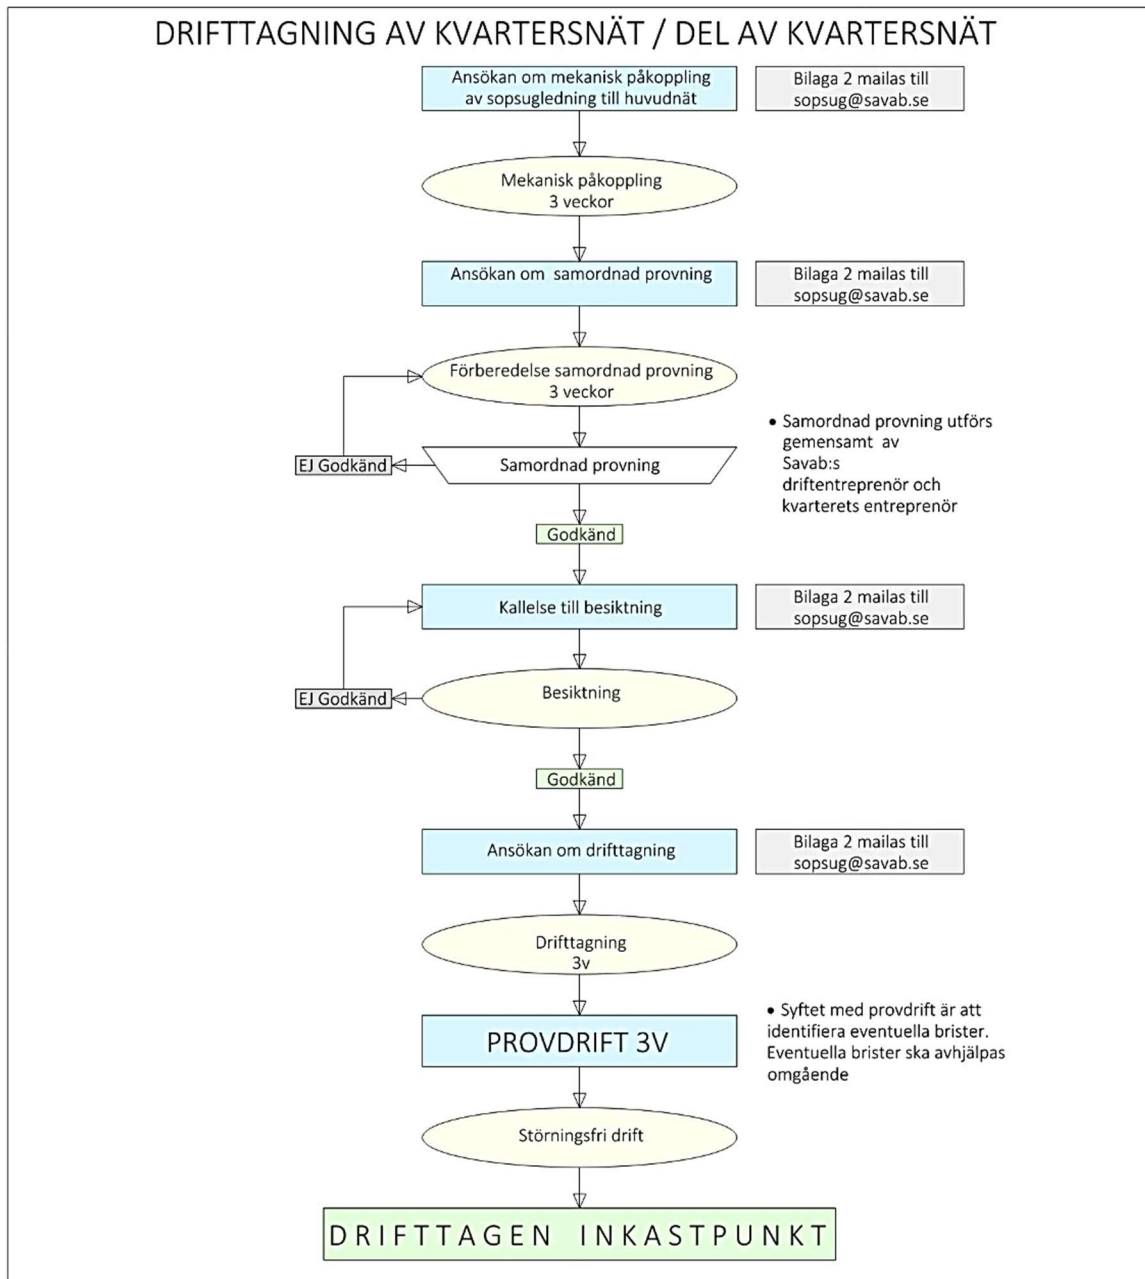 DRIFTTAGNING AV KVARTERSNÄT / DEL AV KVARTERSNÄT
Ansökan om mekanisk påkoppling
av sopsugledning till huvudnät
Bilaga 2 mailas till
sopsug@savab.se
Mekanisk påkoppling
3 veckor
Ansökan om samordnad provning
Bilaga 2 mailas till
sopsug@savab.se
Förberedelse samordnad provning
3 veckor
• Samordnad provning utförs
gemensamt av
Savab:s
driftentreprenör och
kvarterets entreprenör
EJ Godkänd
Samordnad provning
Godkänd
Kallelse till besiktning
Bilaga 2 mailas till
sopsug@savab.se
EJ Godkänd
Besiktning
Godkänd
Ansökan om drifttagning
Bilaga 2 mailas till
sopsug@savab.se
Drifttagning
3v
PROVDRIFT 3V
• Syftet med provdrift är att
identifiera eventuella brister.
Eventuella brister ska avhjälpas
omgående
Störningsfri drift
DRIFTTAGEN INKASTPUNKT